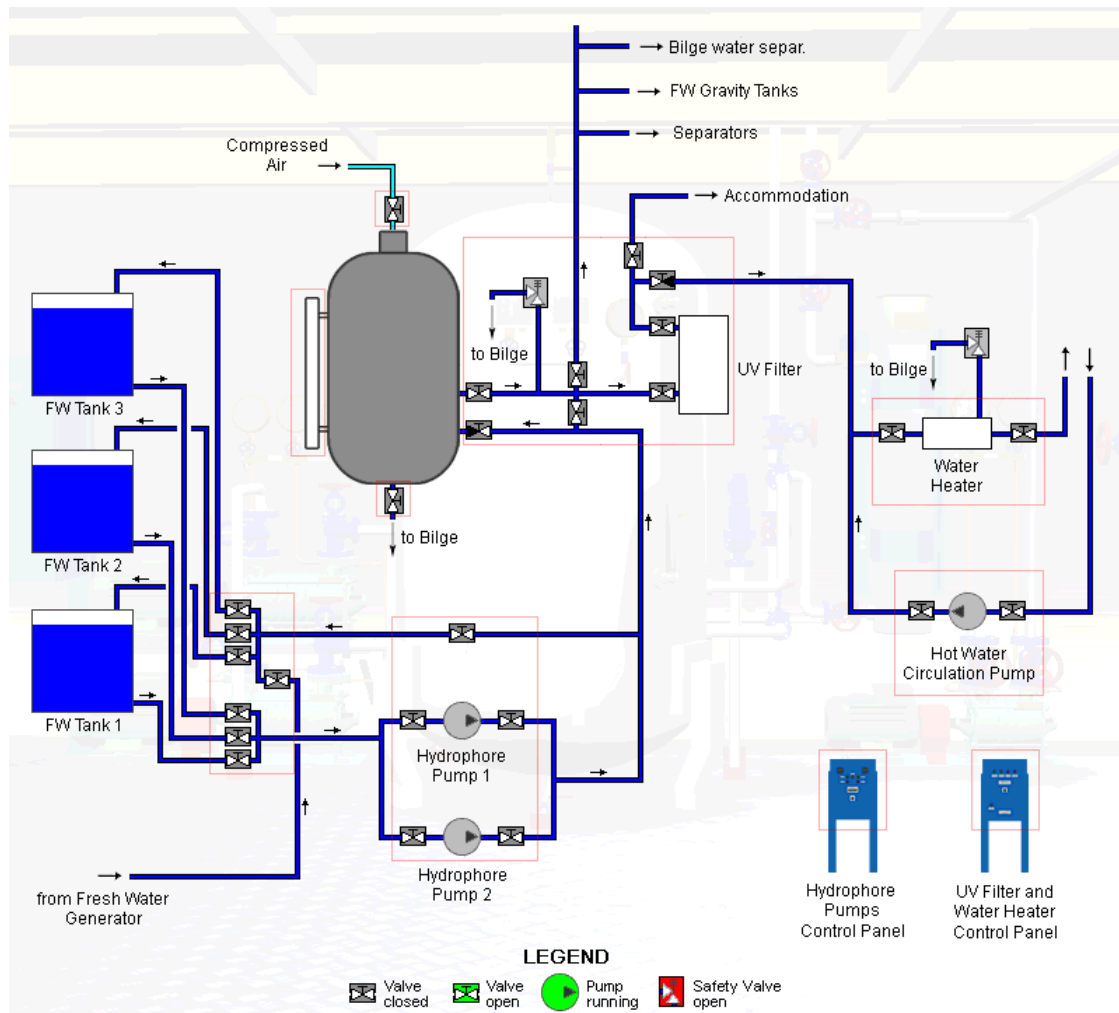 Bilge water separ.
FW Gravity Tanks
Separators
Compressed
Air
Accommodation
to Bilge
UV Filter
to Bilge
FW Tank 3
Water
Heater
to Bilge
FW Tank 2
FW Tank 1
Hot Water
Circulation Pump
Hydrophore
Pump 1
Hydrophore
Pump 2
from Fresh Water
Generator
Hydrophore
Pumps
Control Panel
UV Filter and
Water Heater
Control Panel
LEGEND
Valve
closed
Valve
open
Pump
running
Safety Valve
open